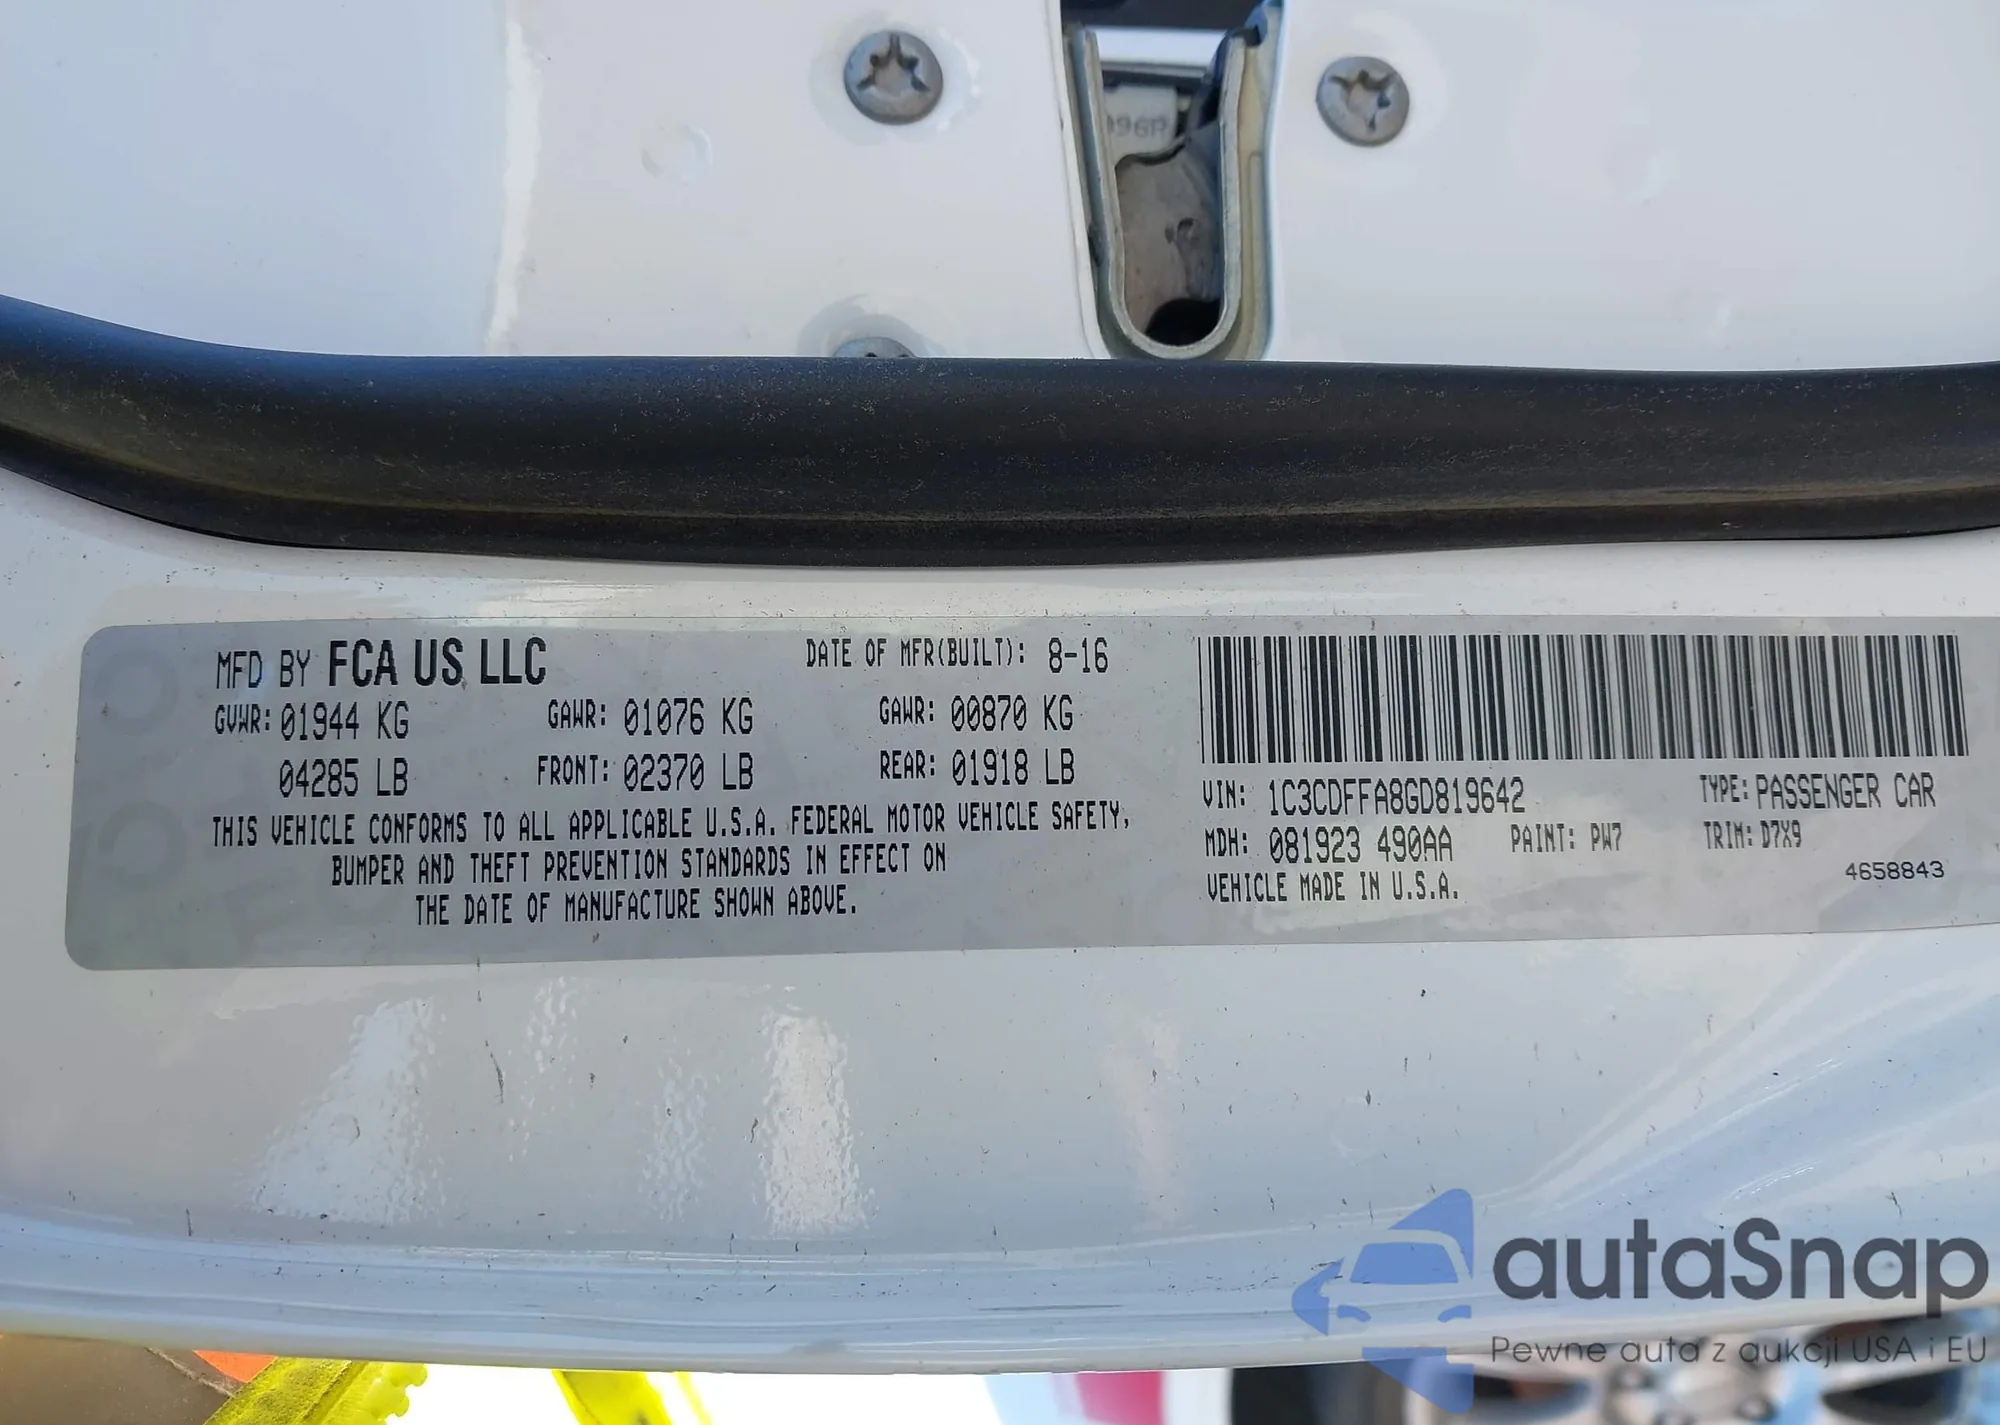 96R
MFD BY FCA US LLC
DATE OF MFR(BUILT): 8-16
GVWR: 01944 KG GAWR: 01076 KG GAWR: 00870 KG
04285 LB FRONT: 02370 LB REAR: 01918 LB
THIS VEHICLE CONFORMS TO ALL APPLICABLE U.S.A. FEDERAL MOTOR VEHICLE SAFETY,
BUMPER AND THEFT PREVENTION STANDARDS IN EFFECT ON
THE DATE OF MANUFACTURE SHOWN ABOVE.
VIN: 1C3CDFFA8GD819642 TYPE: PASSENGER CAR
MDH: 081923 490AA PAINT: PW7 TRIM: D7X9
VEHICLE MADE IN U.S.A. 4658843
autaSnap
Pewne auta z aukcji USA i EU